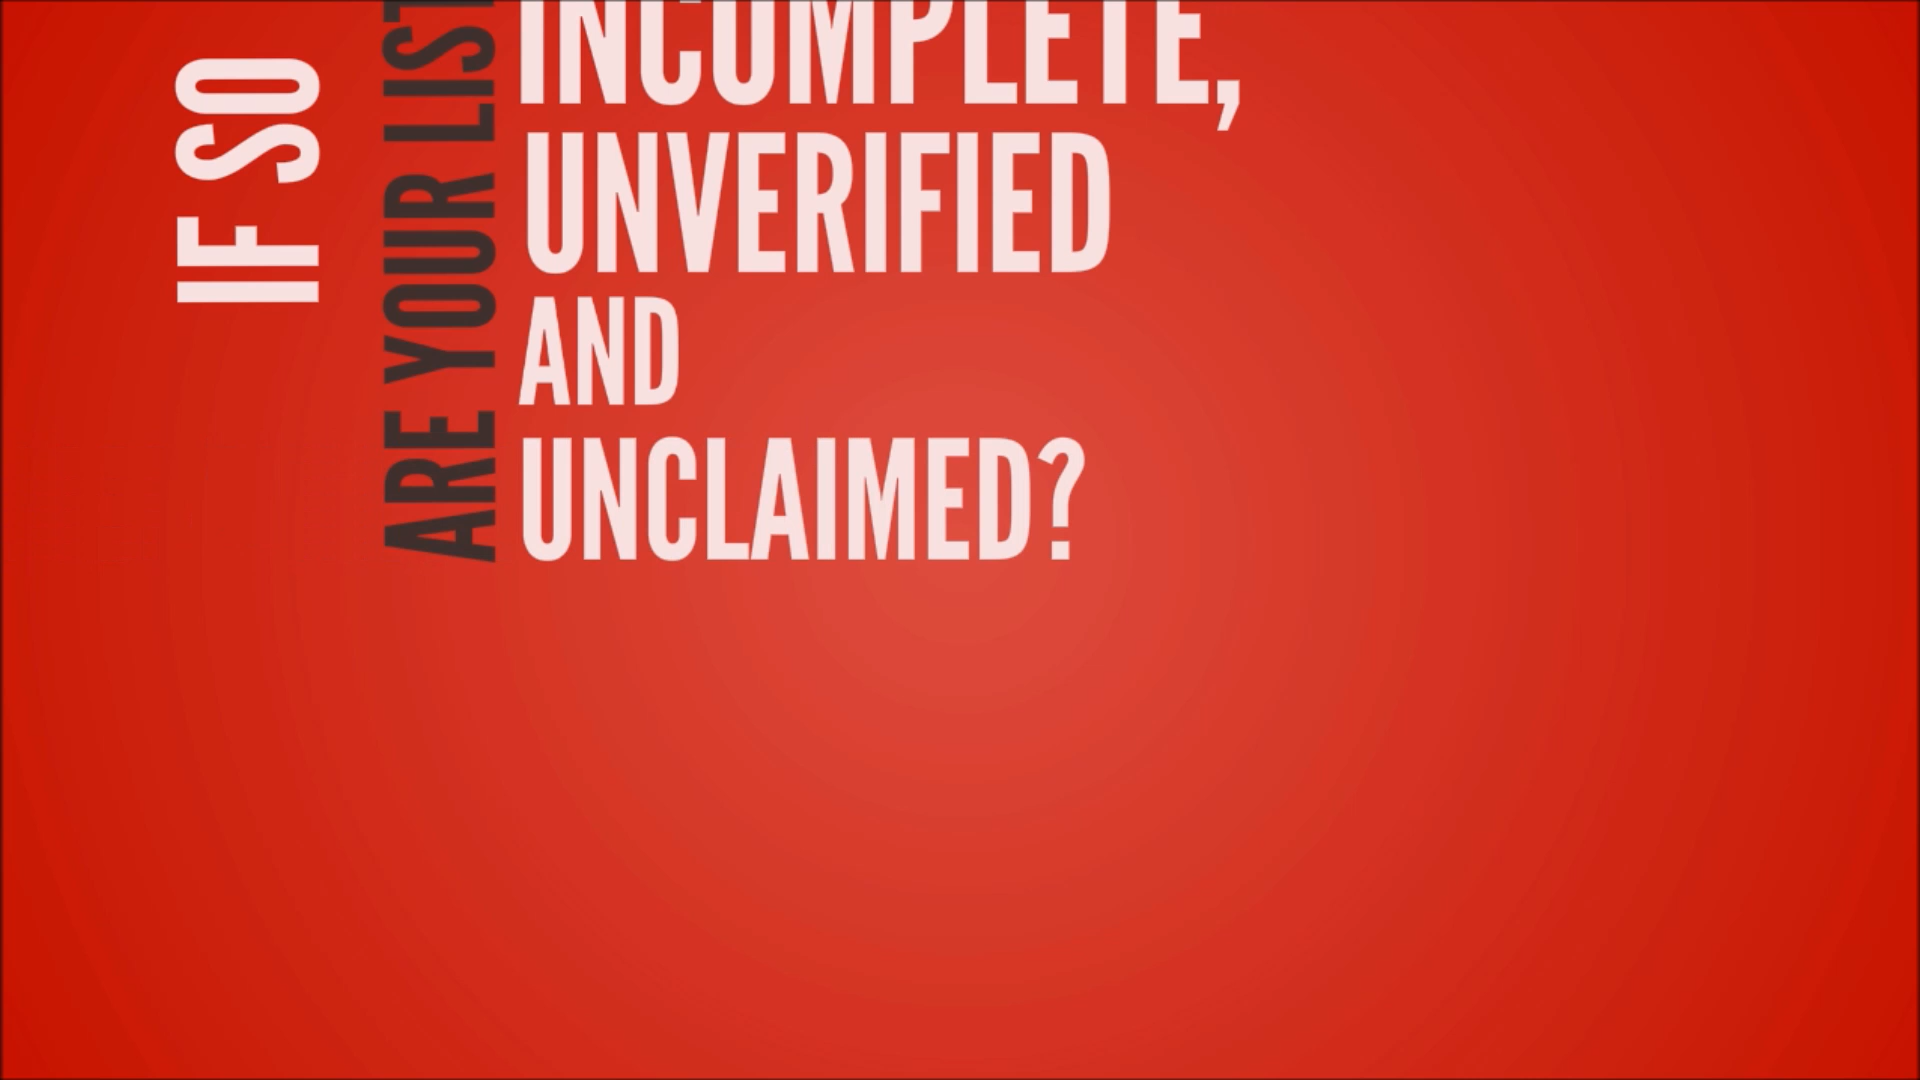 IF SO
ARE YOUR LIST
INCOMPLETE,
UNVERIFIED
AND
UNCLAIMED?